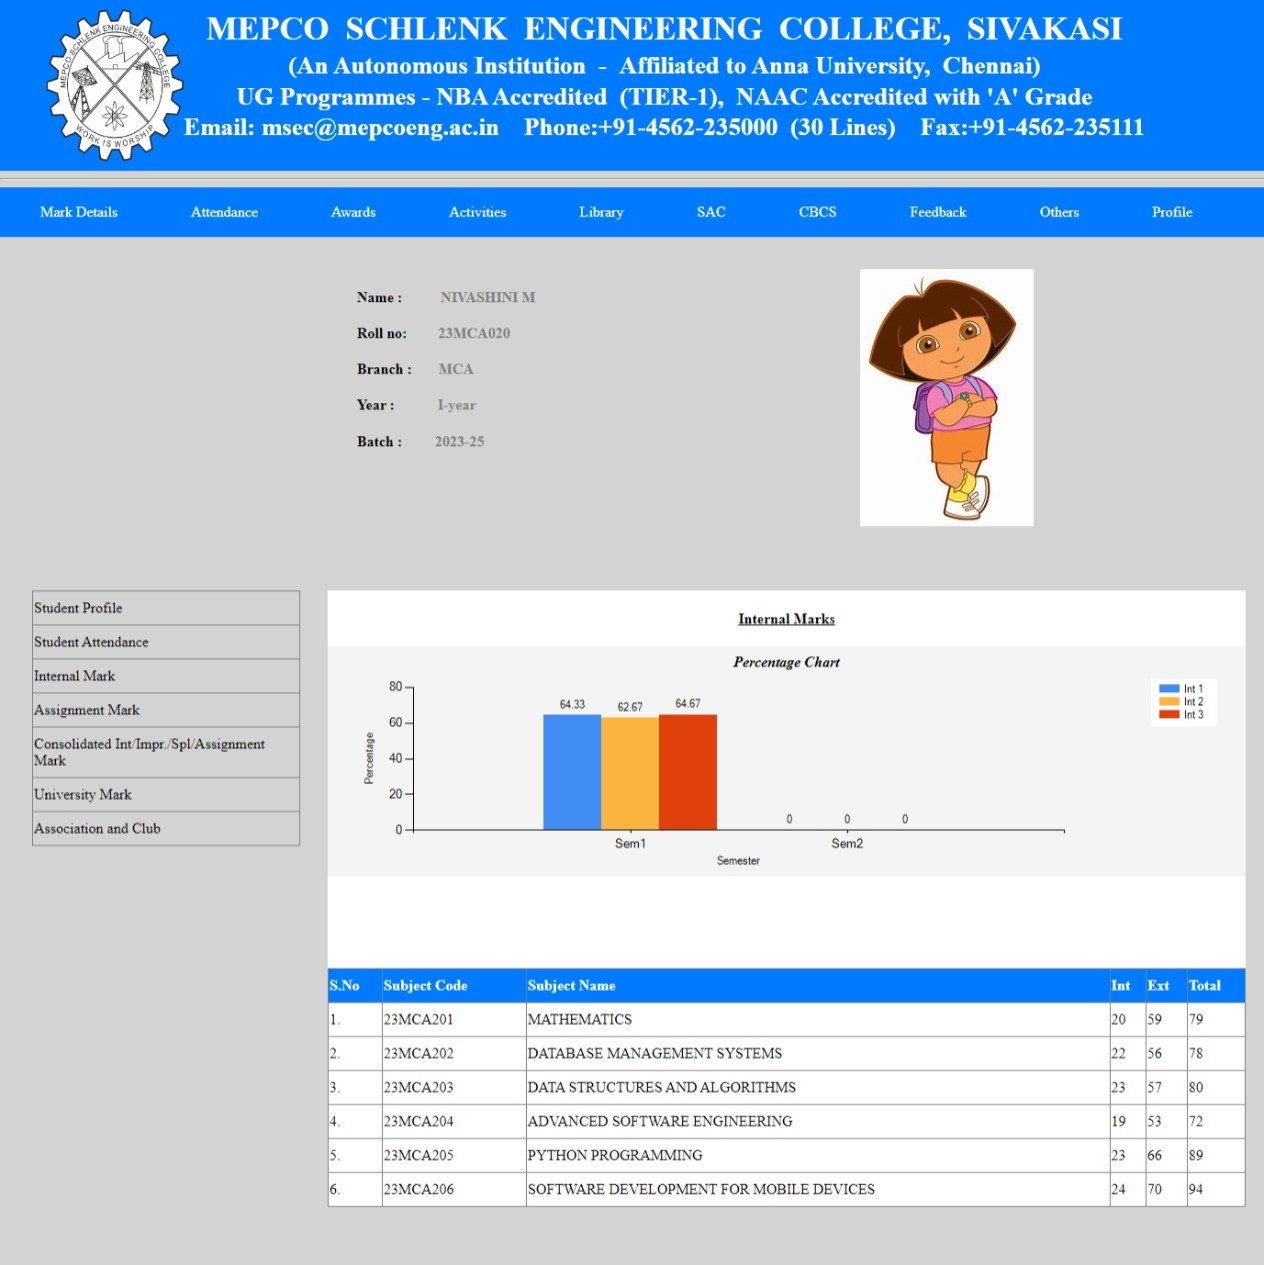 MEPCO SCHLENK ENGINEERING COLLEGE, SIVAKASI
(An Autonomous Institution - Affiliated to Anna University, Chennai)
UG Programmes - NBA Accredited (TIER-1), NAAC Accredited with 'A' Grade
Email: msec@mepcoeng.ac.in Phone:+91-4562-235000 (30 Lines) Fax:+91-4562-235111
MEPCO SCHLENK ENGINEERING COLLEGE
WORK IS WORSHIP
Mark Details Attendance Awards Activities Library SAC CBCS Feedback Others Profile
Name : NIVASHINI M
Roll no: 23MCA020
Branch : MCA
Year : I-year
Batch : 2023-25
Student Profile
Student Attendance
Internal Mark
Assignment Mark
Consolidated Int/Impr./Spl/Assignment
Mark
University Mark
Association and Club
Internal Marks
Percentage Chart
Int 1
Int 2
Int 3
Percentage
80
60
40
20
0
64.33 62.67 64.67
0 0 0
Sem1 Sem2
Semester
S.No Subject Code Subject Name Int Ext Total
1. 23MCA201 MATHEMATICS 20 59 79
2. 23MCA202 DATABASE MANAGEMENT SYSTEMS 22 56 78
3. 23MCA203 DATA STRUCTURES AND ALGORITHMS 23 57 80
4. 23MCA204 ADVANCED SOFTWARE ENGINEERING 19 53 72
5. 23MCA205 PYTHON PROGRAMMING 23 66 89
6. 23MCA206 SOFTWARE DEVELOPMENT FOR MOBILE DEVICES 24 70 94